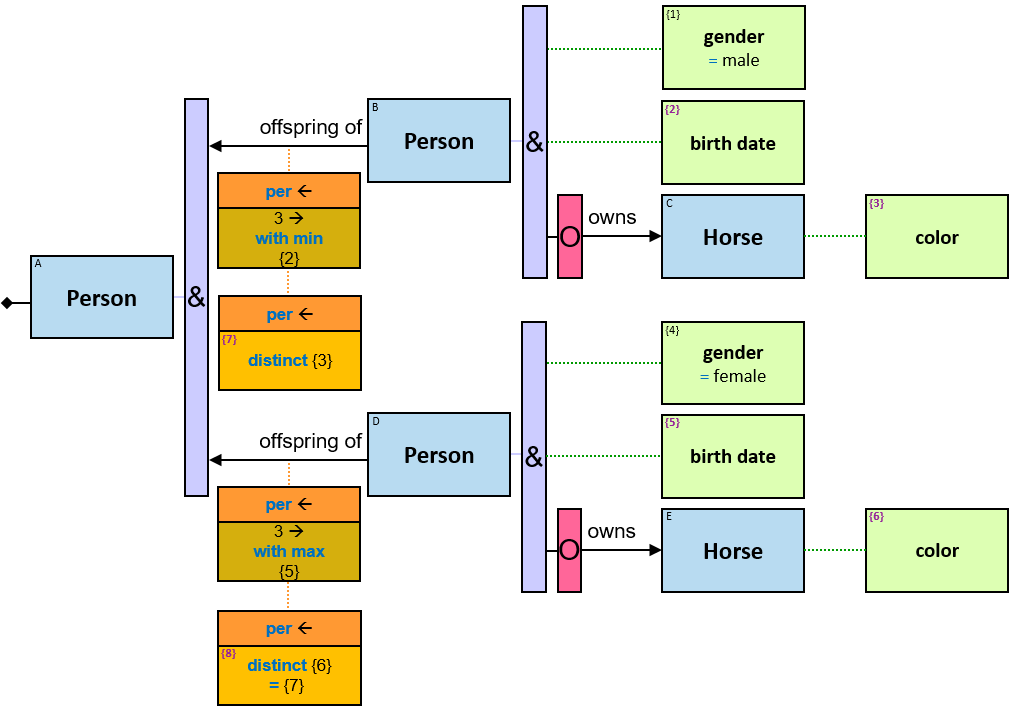 A
Person
&
offspring of
per ←
3 →
with min
{2}
per ←
{7}
distinct {3}
B
Person
&
{1}
gender
= male
{2}
birth date
O
owns
C
Horse
{3}
color
offspring of
per ←
3 →
with max
{5}
per ←
{8}
distinct {6}
= {7}
D
Person
&
{4}
gender
= female
{5}
birth date
O
owns
E
Horse
{6}
color